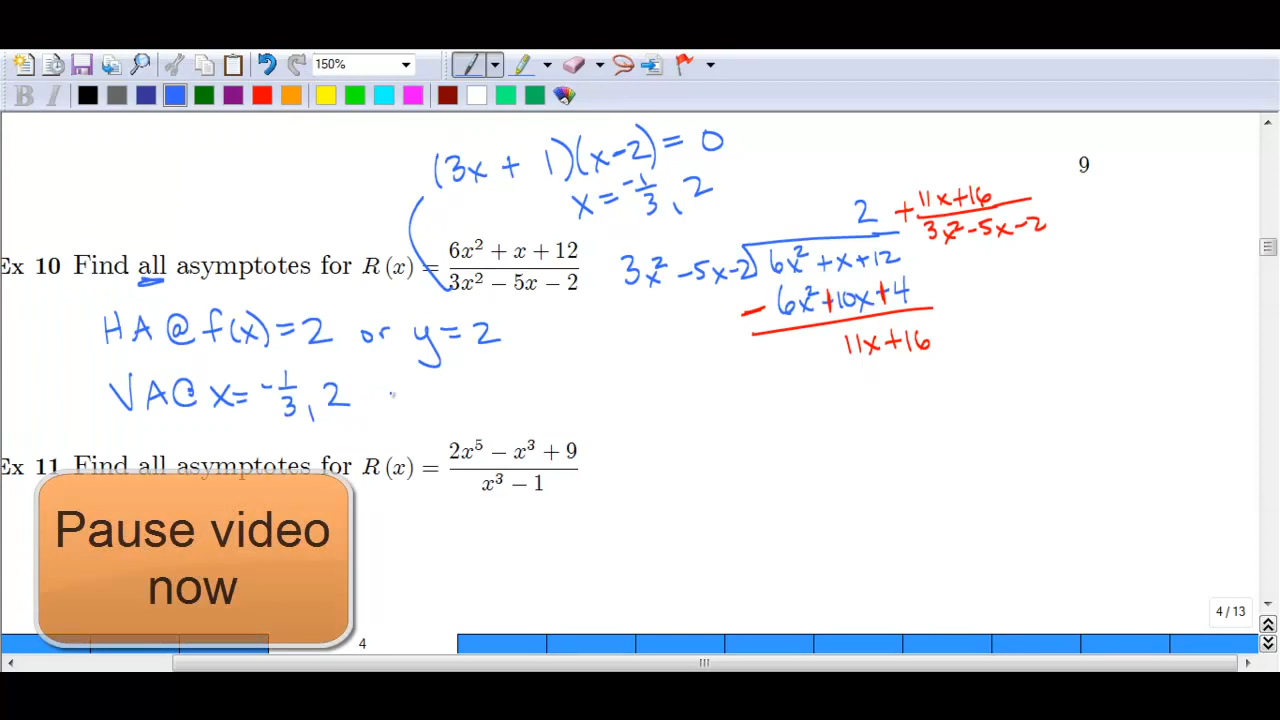 150%
B I
(3x + 1)(x-2) = 0
x = -1/3, 2
9
2 + 11x+16 / 3x²-5x-2
Ex 10 Find all asymptotes for R(x) = 6x² + x + 12 / 3x² − 5x − 2
3x² -5x-2 6x² +x+12
- 6x² +10x +4
11x+16
HA @ f(x) = 2 or y = 2
VA @ x = -1/3, 2
Ex 11 Find all asymptotes for R(x) = 2x⁵ − x³ + 9 / x³ − 1
Pause video
now
4 / 13
4